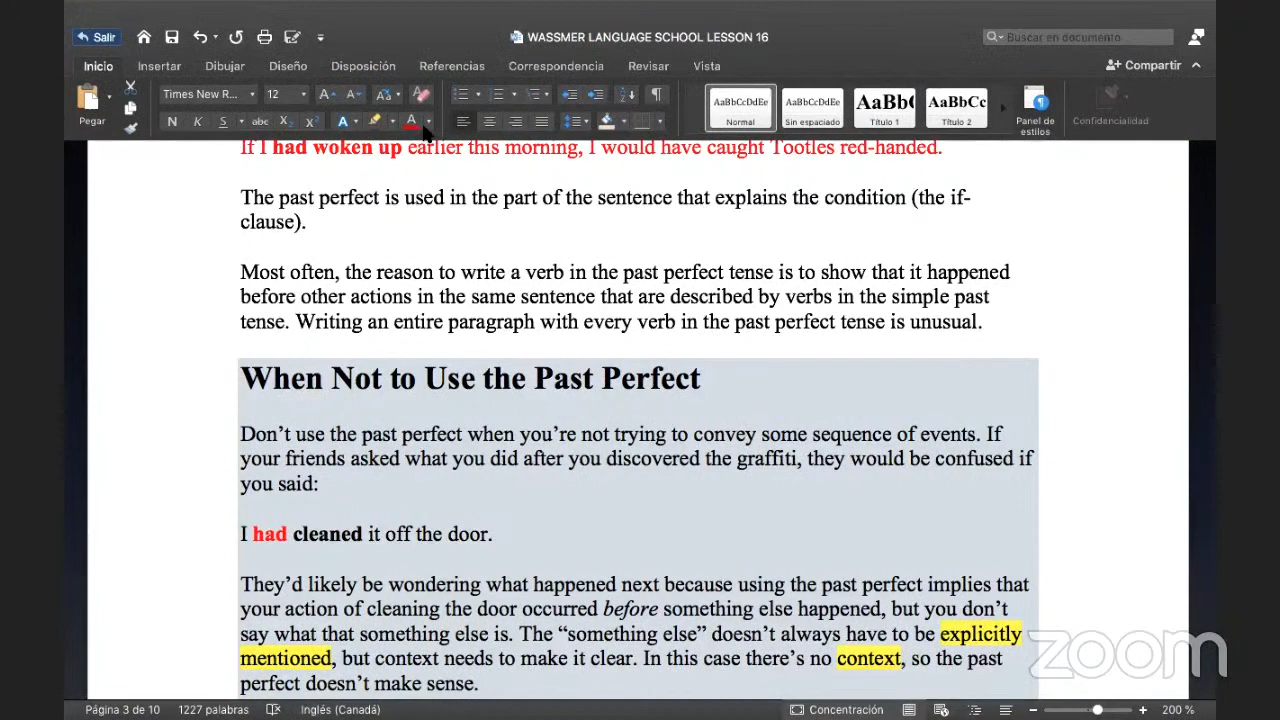 Salir
WASSMER LANGUAGE SCHOOL LESSON 16
Buscar en documento
Inicio Insertar Dibujar Diseño Disposición Referencias Correspondencia Revisar Vista
Compartir
Pegar
Times New R... 12
N K S abc X₂ X²
AaBbCcDdEe AaBbCcDdEe AaBb( AaBbCc
Normal Sin espaciado Título 1 Título 2
Panel de estilos
Confidencialidad
If I had woken up earlier this morning, I would have caught Tootles red-handed.
The past perfect is used in the part of the sentence that explains the condition (the if-
clause).
Most often, the reason to write a verb in the past perfect tense is to show that it happened
before other actions in the same sentence that are described by verbs in the simple past
tense. Writing an entire paragraph with every verb in the past perfect tense is unusual.
When Not to Use the Past Perfect
Don’t use the past perfect when you’re not trying to convey some sequence of events. If
your friends asked what you did after you discovered the graffiti, they would be confused if
you said:
I had cleaned it off the door.
They’d likely be wondering what happened next because using the past perfect implies that
your action of cleaning the door occurred before something else happened, but you don’t
say what that something else is. The “something else” doesn’t always have to be explicitly
mentioned, but context needs to make it clear. In this case there’s no context, so the past
perfect doesn’t make sense.
zoom
Página 3 de 10 1227 palabras Inglés (Canadá) Concentración 200 %